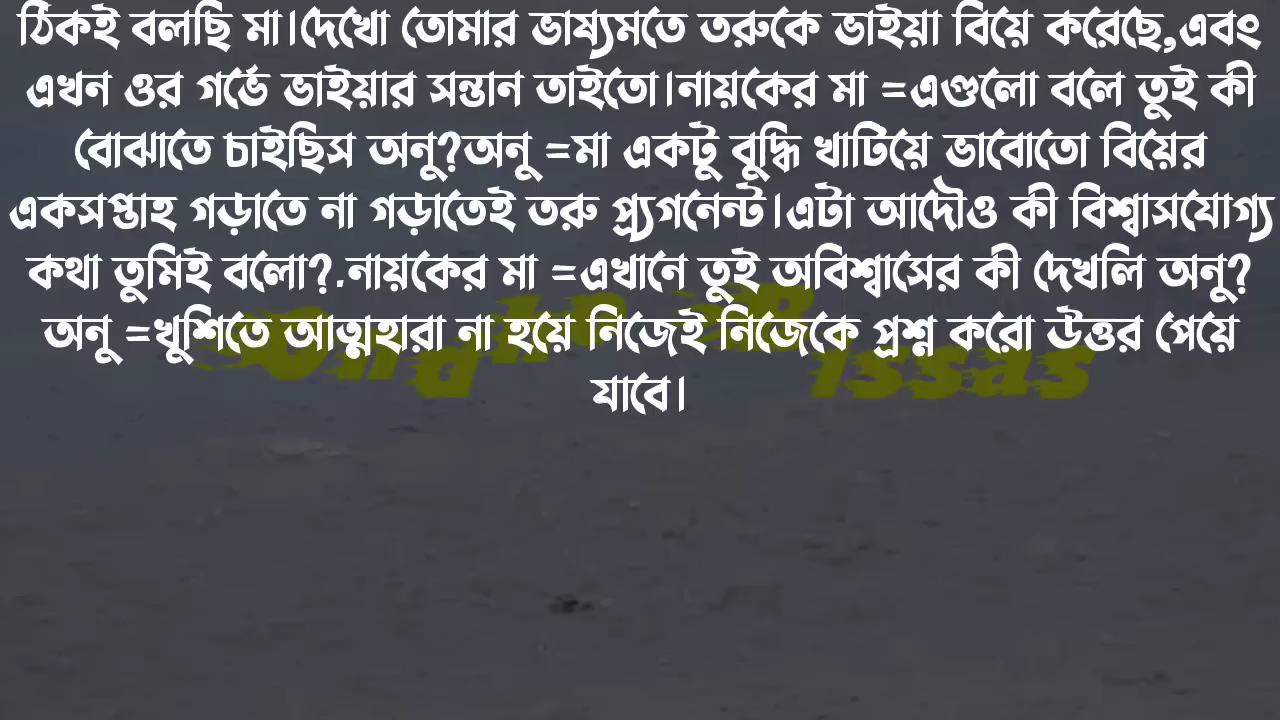 ঠিকই বলছি মা।দেখো তোমার ভাষ্যমতে তরুকে ভাইয়া বিয়ে করেছে,এবং
এখন ওর গর্ভে ভাইয়ার সন্তান তাইতো।নায়কের মা =এগুলো বলে তুই কী
বোঝাতে চাইছিস অনু?অনু =মা একটু বুদ্ধি খাটিয়ে ভাবোতো বিয়ের
একসপ্তাহ গড়াতে না গড়াতেই তরু প্র্যগনেন্ট।এটা আদৌও কী বিশ্বাসযোগ্য
কথা তুমিই বলো?.নায়কের মা =এখানে তুই অবিশ্বাসের কী দেখলি অনু?
অনু =খুশিতে আত্মহারা না হয়ে নিজেই নিজেকে প্রশ্ন করো উত্তর পেয়ে
যাবে।